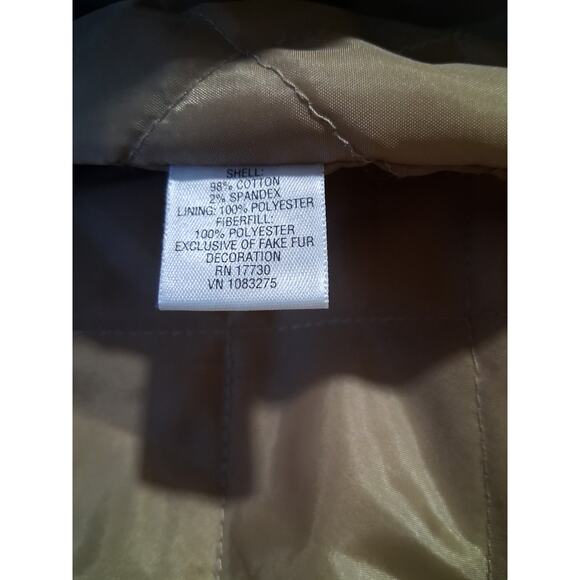 SHELL:
98% COTTON
2% SPANDEX
LINING: 100% POLYESTER
FIBERFILL:
100% POLYESTER
EXCLUSIVE OF FAKE FUR
DECORATION
RN 17730
VN 1083275